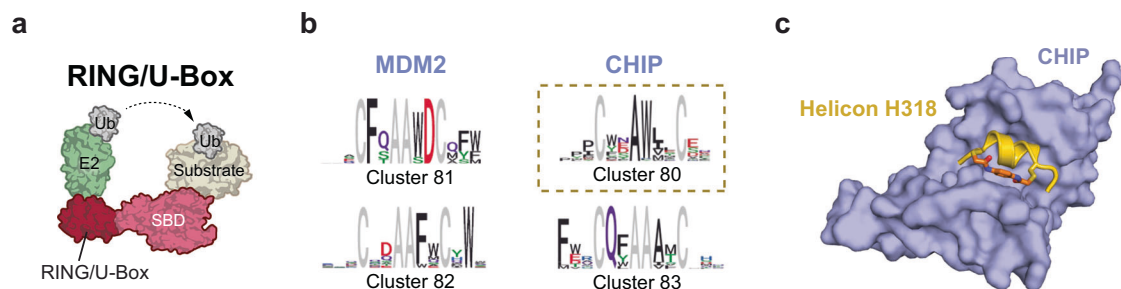 a
RING/U-Box
Ub
E2
Ub
Substrate
SBD
RING/U-Box
b
MDM2
CHIP
Cluster 81
Cluster 80
Cluster 82
Cluster 83
c
CHIP
Helicon H318